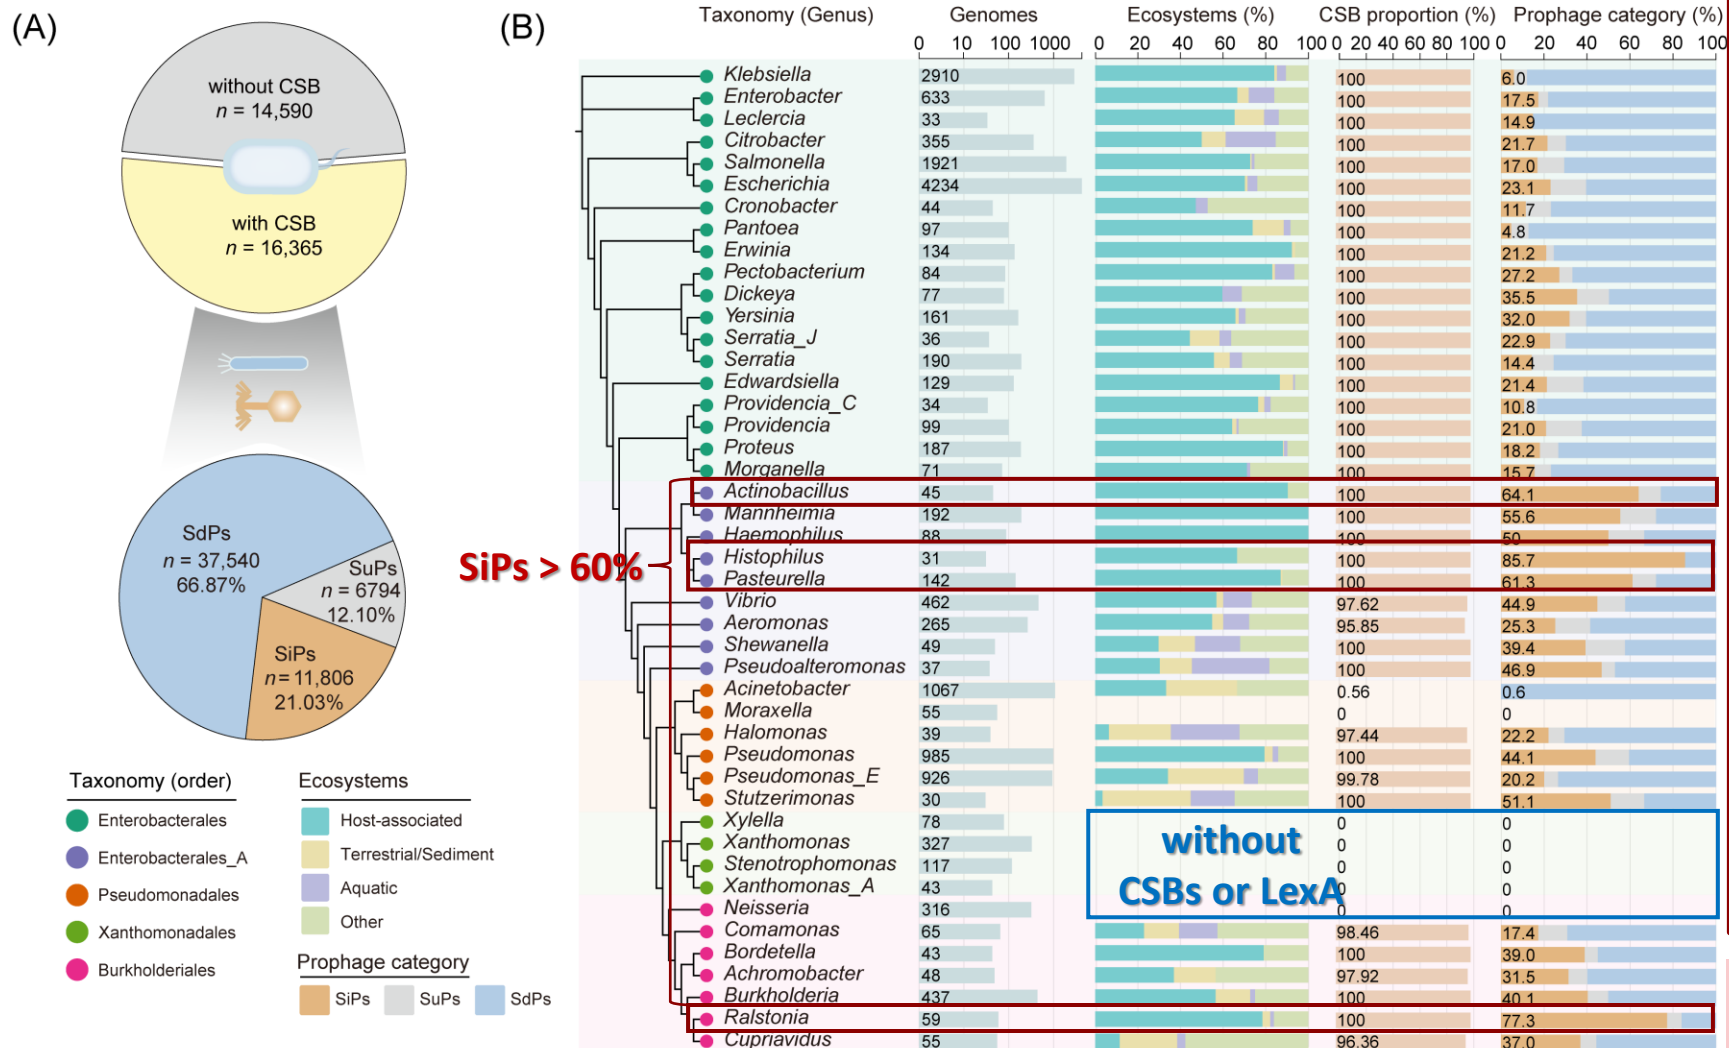 (A)
without CSB
n = 14,590
with CSB
n = 16,365
SdPs
n = 37,540
66.87%
SuPs
n = 6794
12.10%
SiPs
n = 11,806
21.03%
Taxonomy (order)
Enterobacterales
Enterobacterales_A
Pseudomonadales
Xanthomonadales
Burkholderiales
Ecosystems
Host-associated
Terrestrial/Sediment
Aquatic
Other
Prophage category
SiPs SuPs SdPs
(B)
Taxonomy (Genus) Genomes Ecosystems (%) CSB proportion (%) Prophage category (%)
0 10 100 1000 0 20 40 60 80 100 0 20 40 60 80 100 0 20 40 60 80 100
Klebsiella 2910 100 6.0
Enterobacter 633 100 17.5
Leclercia 33 100 14.9
Citrobacter 355 100 21.7
Salmonella 1921 100 17.0
Escherichia 4234 100 23.1
Cronobacter 44 100 11.7
Pantoea 97 100 4.8
Erwinia 134 100 21.2
Pectobacterium 84 100 27.2
Dickeya 77 100 35.5
Yersinia 161 100 32.0
Serratia_J 36 100 22.9
Serratia 190 100 14.4
Edwardsiella 129 100 21.4
Providencia_C 34 100 10.8
Providencia 99 100 21.0
Proteus 187 100 18.2
Morganella 71 100 15.7
Actinobacillus 45 100 64.1
Mannheimia 192 100 55.6
Haemophilus 88 100 50
SiPs > 60%
Histophilus 31 100 85.7
Pasteurella 142 100 61.3
Vibrio 462 97.62 44.9
Aeromonas 265 95.85 25.3
Shewanella 49 100 39.4
Pseudoalteromonas 37 100 46.9
Acinetobacter 1067 0.56 0.6
Moraxella 55 0 0
Halomonas 39 97.44 22.2
Pseudomonas 985 100 44.1
Pseudomonas_E 926 99.78 20.2
Stutzerimonas 30 100 51.1
Xylella 78 0 0
Xanthomonas 327 0 0
Stenotrophomonas 117 0 0
Xanthomonas_A 43 0 0
Neisseria 316 0 0
without
CSBs or LexA
Comamonas 65 98.46 17.4
Bordetella 43 100 39.0
Achromobacter 48 97.92 31.5
Burkholderia 437 100 40.1
Ralstonia 59 100 77.3
Cupriavidus 55 96.36 37.0